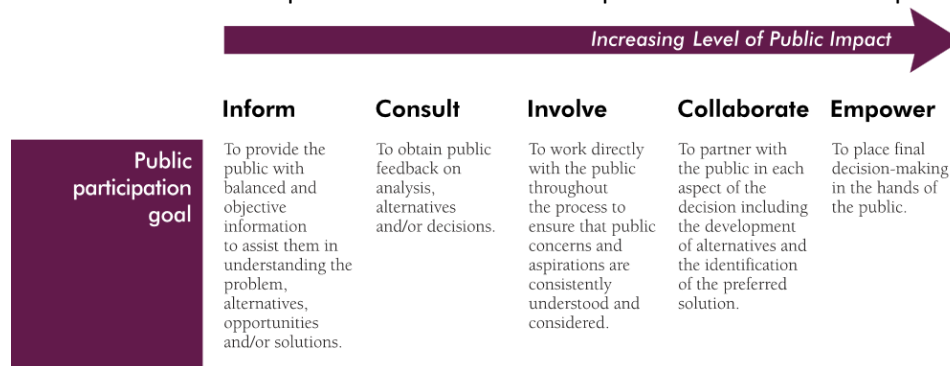 Increasing Level of Public Impact
Inform
Consult
Involve
Collaborate
Empower
Public
participation
goal
To provide the
public with
balanced and
objective
information
to assist them in
understanding the
problem,
alternatives,
opportunities
and/or solutions.
To obtain public
feedback on
analysis,
alternatives
and/or decisions.
To work directly
with the public
throughout
the process to
ensure that public
concerns and
aspirations are
consistently
understood and
considered.
To partner with
the public in each
aspect of the
decision including
the development
of alternatives and
the identification
of the preferred
solution.
To place final
decision-making
in the hands of
the public.